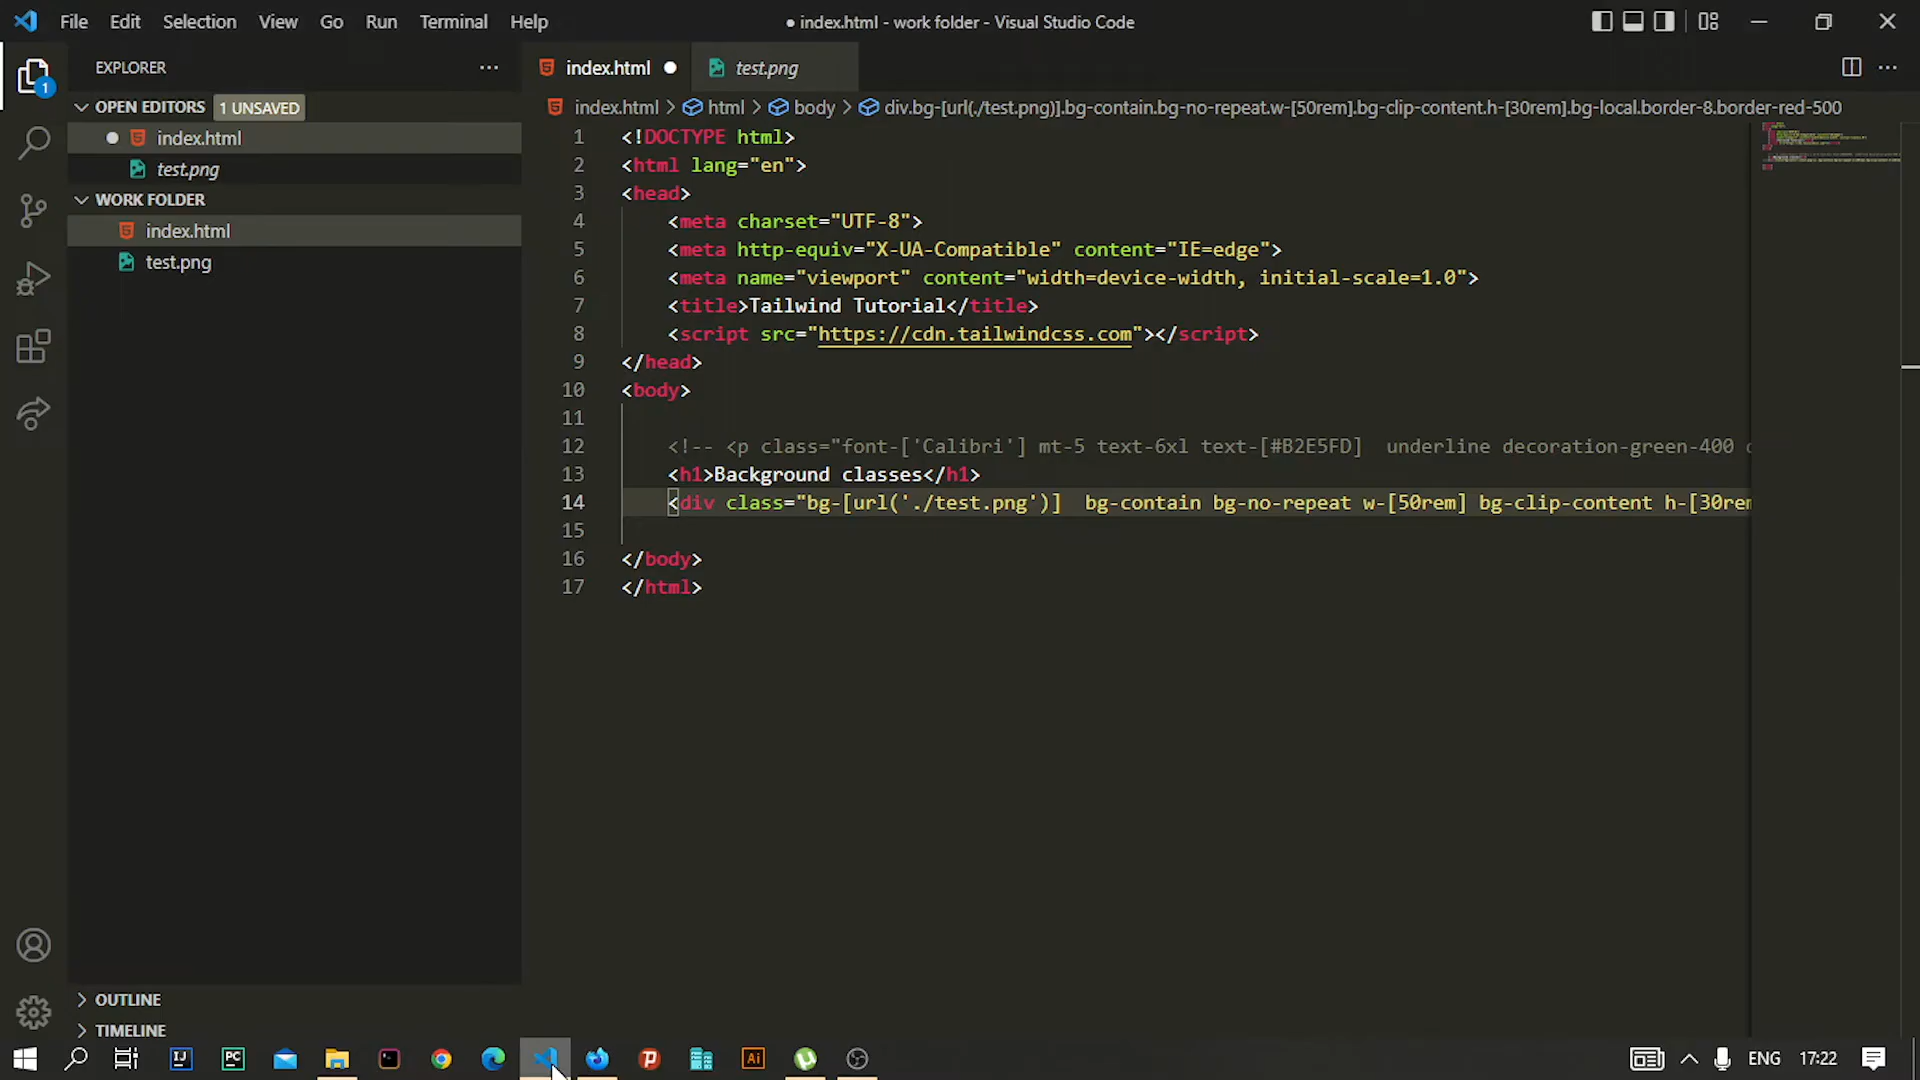 File Edit Selection View Go Run Terminal Help
● index.html - work folder - Visual Studio Code
EXPLORER
OPEN EDITORS 1 UNSAVED
index.html
test.png
WORK FOLDER
index.html
test.png
OUTLINE
TIMELINE
1
index.html
test.png
index.html > html > body > div.bg-[url(./test.png)].bg-contain.bg-no-repeat.w-[50rem].bg-clip-content.h-[30rem].bg-local.border-8.border-red-500
1 <!DOCTYPE html>
2 <html lang="en">
3 <head>
4 <meta charset="UTF-8">
5 <meta http-equiv="X-UA-Compatible" content="IE=edge">
6 <meta name="viewport" content="width=device-width, initial-scale=1.0">
7 <title>Tailwind Tutorial</title>
8 <script src="https://cdn.tailwindcss.com"></script>
9 </head>
10 <body>
11
12 <!-- <p class="font-['Calibri'] mt-5 text-6xl text-[#B2E5FD]  underline decoration-green-400
13 <h1>Background classes</h1>
14 <div class="bg-[url('./test.png')]  bg-contain bg-no-repeat w-[50rem] bg-clip-content h-[30rem
15
16 </body>
17 </html>
IJ
PC
Ai
ENG
17:22